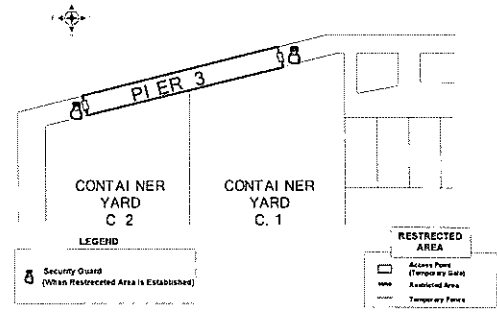 PIER 3
CONTAINER
YARD
C 2
CONTAINER
YARD
C. 1
LEGEND
Security Guard
(When Restreceted Area is Established)
RESTRECTED
AREA
Access Point
(Temporary Gate)
Restricted Area
Temporary Fence